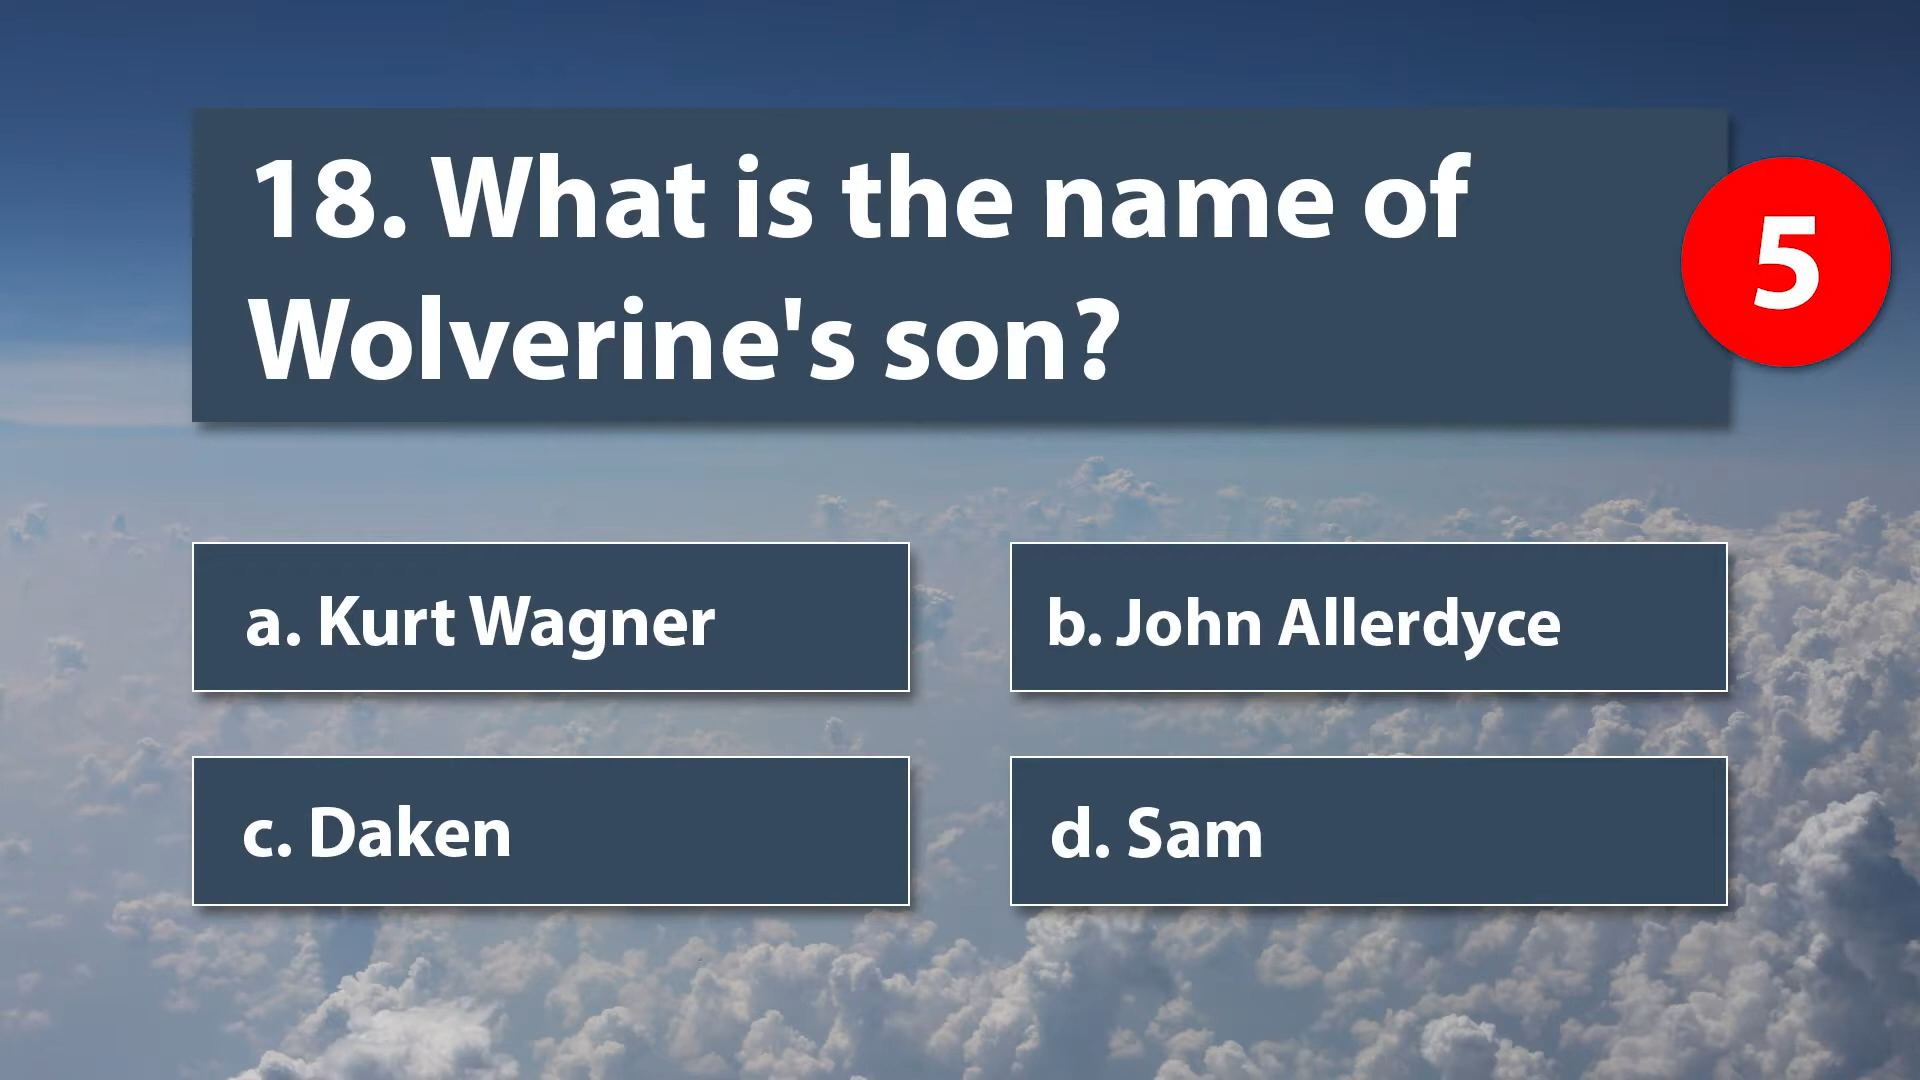 18. What is the name of
Wolverine's son?
5
a. Kurt Wagner
b. John Allerdyce
c. Daken
d. Sam